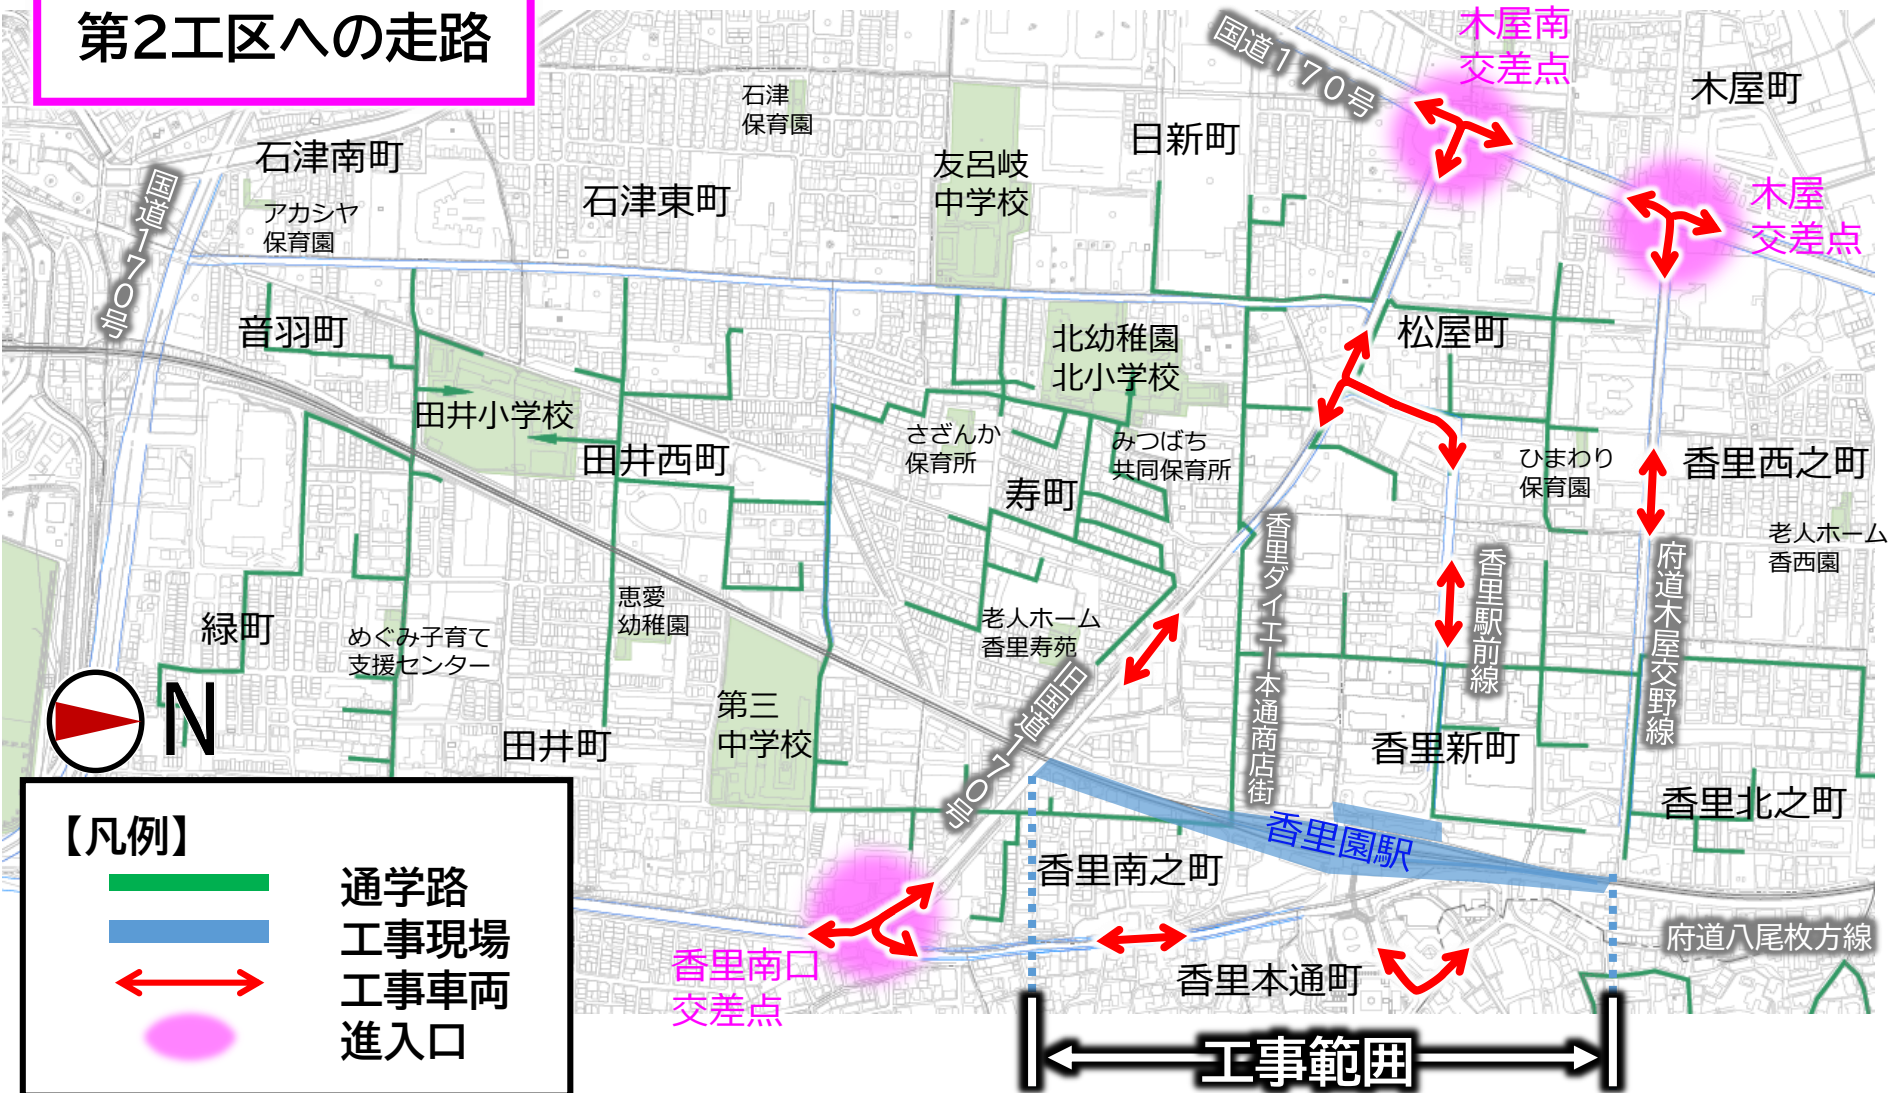 第2工区への走路
木屋南
交差点
国道170号
木屋町
石津
保育園
日新町
石津南町
友呂岐
中学校
国道170号
石津東町
木屋
交差点
アカシヤ
保育園
音羽町
北幼稚園
北小学校
松屋町
田井小学校
さざんか
保育所
みつばち
共同保育所
田井西町
ひまわり
保育園
香里西之町
寿町
老人ホーム
香西園
香里ダイエー本通商店街
香里駅前線
府道木屋交野線
恵愛
幼稚園
緑町
めぐみ子育て
支援センター
老人ホーム
香里寿苑
旧国道170号
N
第三
中学校
田井町
香里新町
香里北之町
香里園駅
香里南之町
府道八尾枚方線
香里南口
交差点
香里本通町
【凡例】
通学路
工事現場
工事車両
進入口
工事範囲